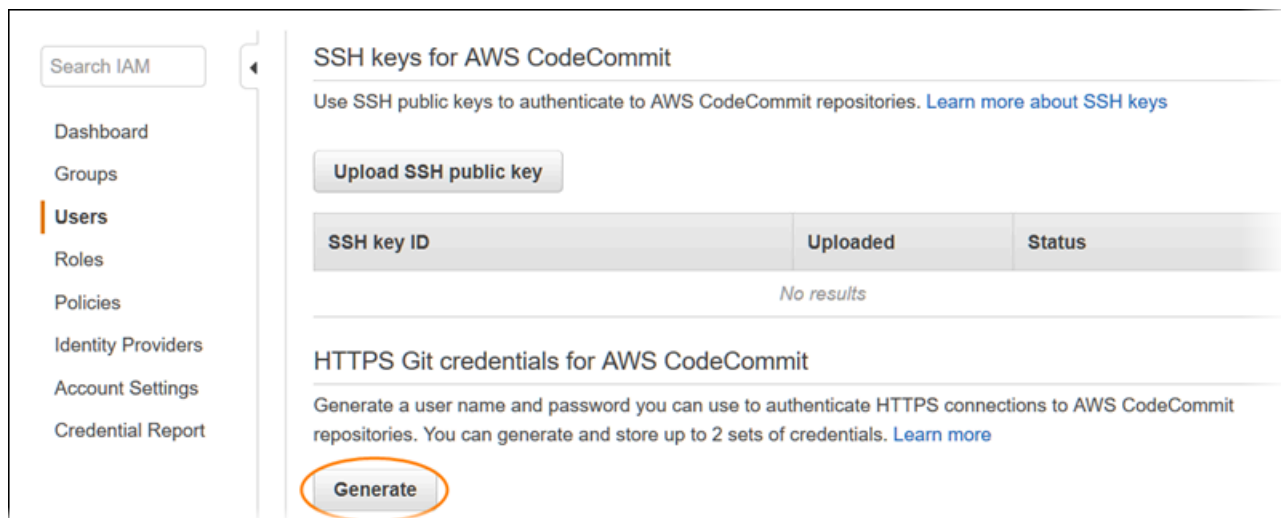 Search IAM
Dashboard
Groups
Users
Roles
Policies
Identity Providers
Account Settings
Credential Report
SSH keys for AWS CodeCommit
Use SSH public keys to authenticate to AWS CodeCommit repositories. Learn more about SSH keys
Upload SSH public key
SSH key ID Uploaded Status
No results
HTTPS Git credentials for AWS CodeCommit
Generate a user name and password you can use to authenticate HTTPS connections to AWS CodeCommit
repositories. You can generate and store up to 2 sets of credentials. Learn more
Generate